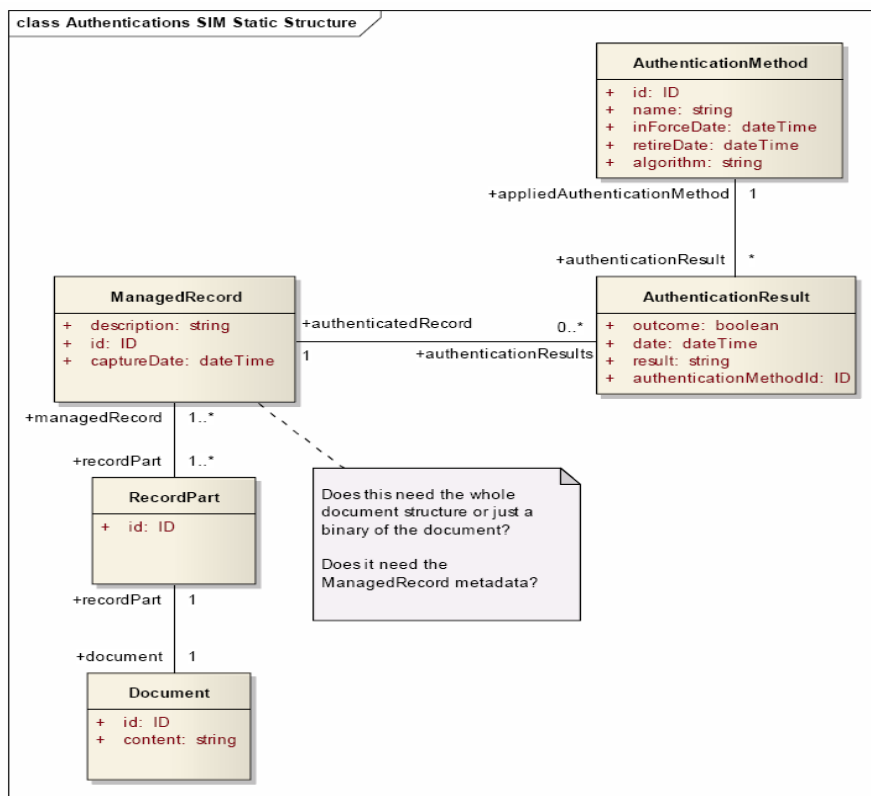 class Authentications SIM Static Structure
AuthenticationMethod
+ id: ID
+ name: string
+ inForceDate: dateTime
+ retireDate: dateTime
+ algorithm: string
+appliedAuthenticationMethod 1
+authenticationResult *
AuthenticationResult
+ outcome: boolean
+ date: dateTime
+ result: string
+ authenticationMethodId: ID
ManagedRecord
+ description: string
+ id: ID
+ captureDate: dateTime
+authenticatedRecord 0..*
1 +authenticationResults
+managedRecord 1..*
+recordPart 1..*
RecordPart
+ id: ID
Does this need the whole
document structure or just a
binary of the document?
Does it need the
ManagedRecord metadata?
+recordPart 1
+document 1
Document
+ id: ID
+ content: string